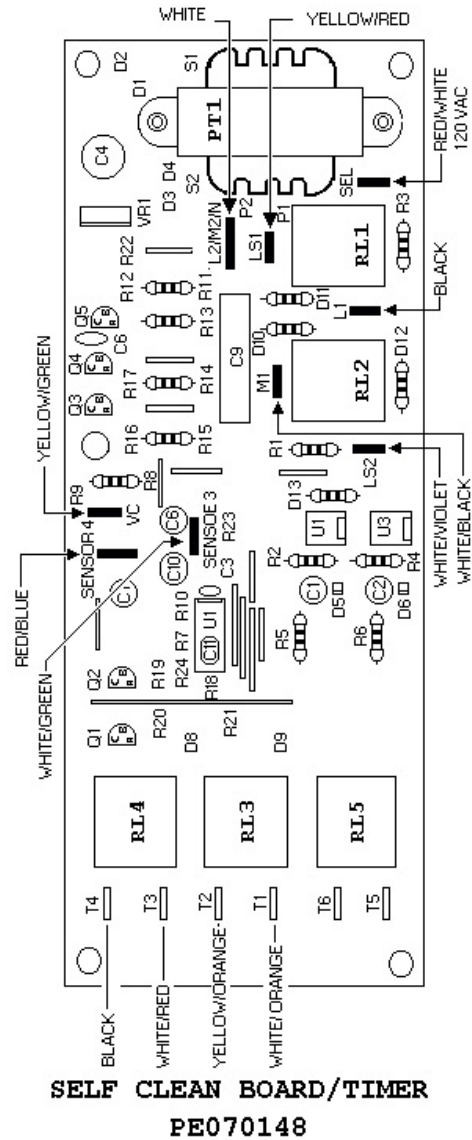 WHITE
YELLOW/RED
D2
D1
S1
PT1
C4
D4
D3
S2
SEL
RED/WHITE
120 VAC
VR1
P2
L2/M2/N
LS1
P1
RL1
R3
R22
R12
R11
D11
L1
BLACK
Q5
C6
R13
D10
C9
Q4
R17
R14
M1
RL2
D12
YELLOW/GREEN
Q3
R16
R15
R1
LS2
R9
R8
VC
SENSOR 4
C6
SENSOE 3
R23
D13
WHITE/VIOLET
WHITE/BLACK
RED/BLUE
C1
C10
C3
U1
U3
R2
R4
WHITE/GREEN
R10
U1
C11
R7
R24
R18
C1
C2
D5
D6
R5
R6
Q2
R19
Q1
R20
R21
D8
D9
RL4
RL3
RL5
T4
T3
T2
T1
T6
T5
BLACK
WHITE/RED
YELLOW/ORANGE
WHITE/ORANGE
SELF CLEAN BOARD/TIMER
PE070148